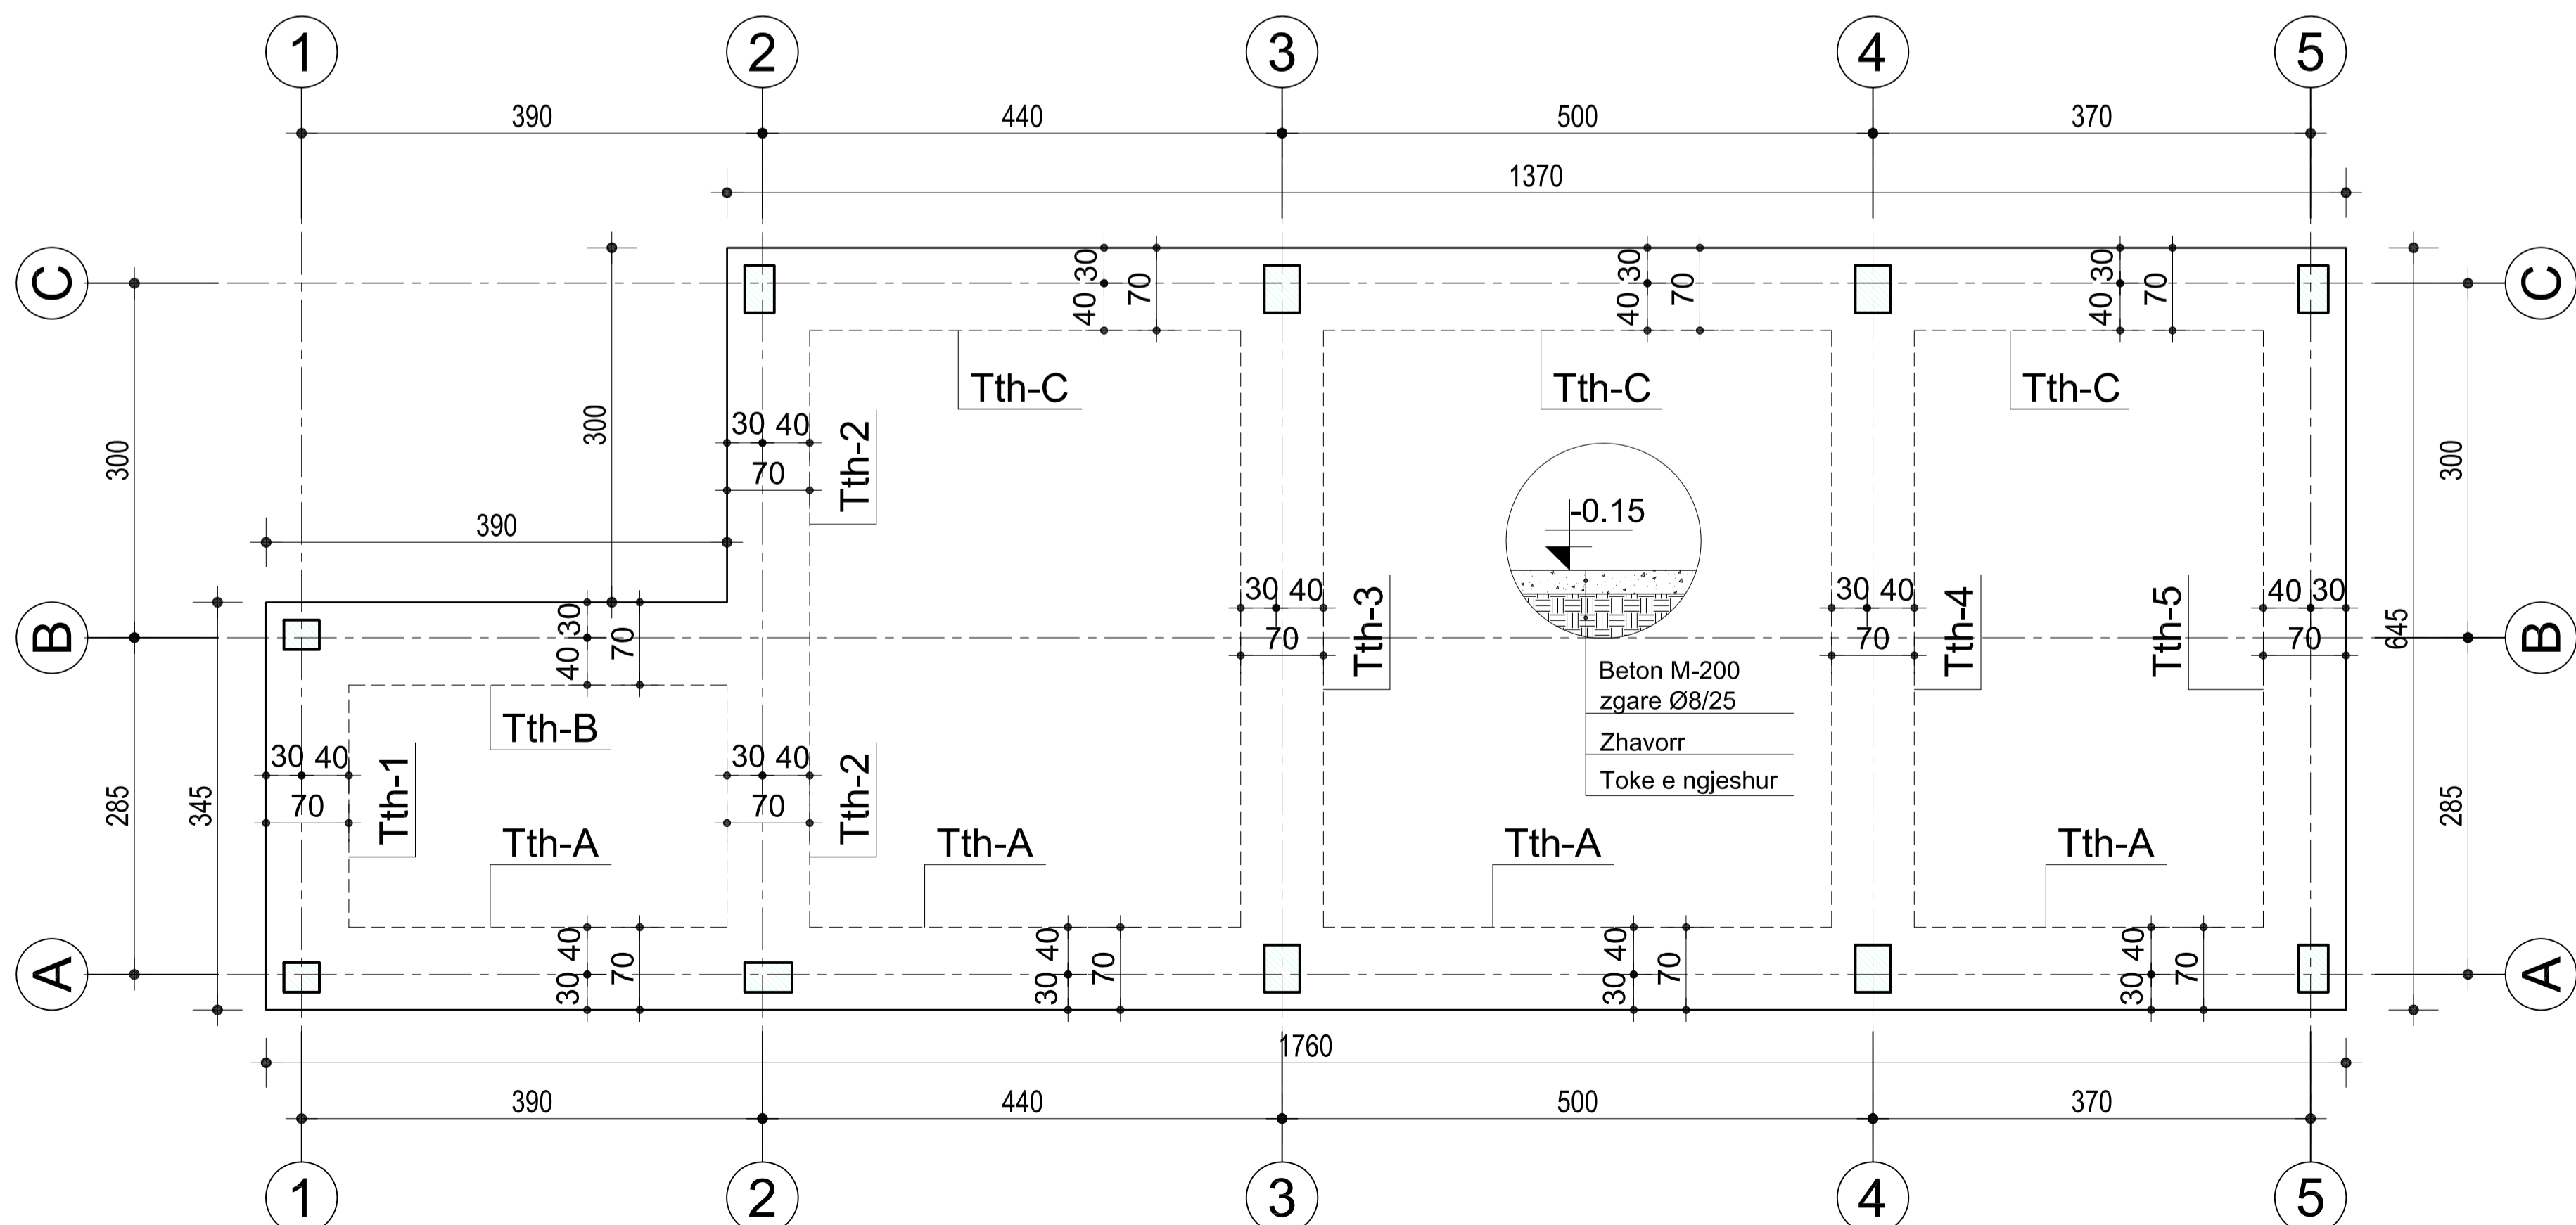 1 2 3 4 5
390 440 500 370
1370
C C
30 70 30 70 30 70
40 40 40
Tth-C Tth-C Tth-C
300 300 300
30 40
70
Tth-2
390
-0.15
B B
30 70
40
30 40
70
Tth-3
30 40
70
Tth-4
Tth-5
40 30
70
645
Beton M-200
zgare Ø8/25
Zhavorr
Toke e ngjeshur
Tth-B
30 40
70
Tth-1
30 40
70
Tth-2
285 345 285
Tth-A Tth-A Tth-A Tth-A
A A
40 70 40 70 40 70 40 70
30 30 30 30
1760
390 440 500 370
1 2 3 4 5